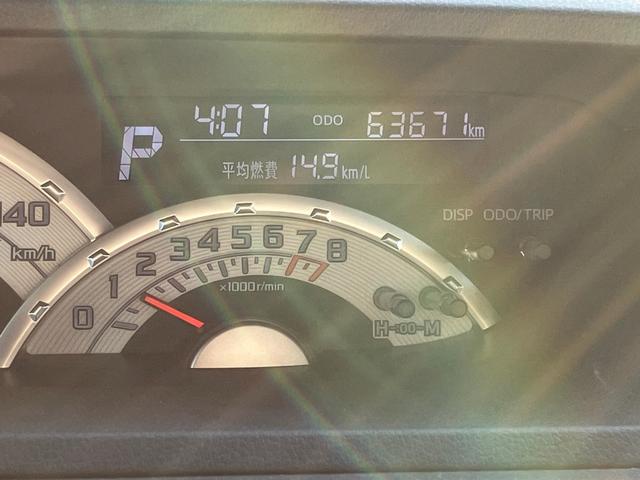 4:07 ODO 63671km
P
平均燃費 14.9km/L
140
km/h
DISP ODO/TRIP
0 1 2 3 4 5 6 7 8
×1000r/min
H-:00-M